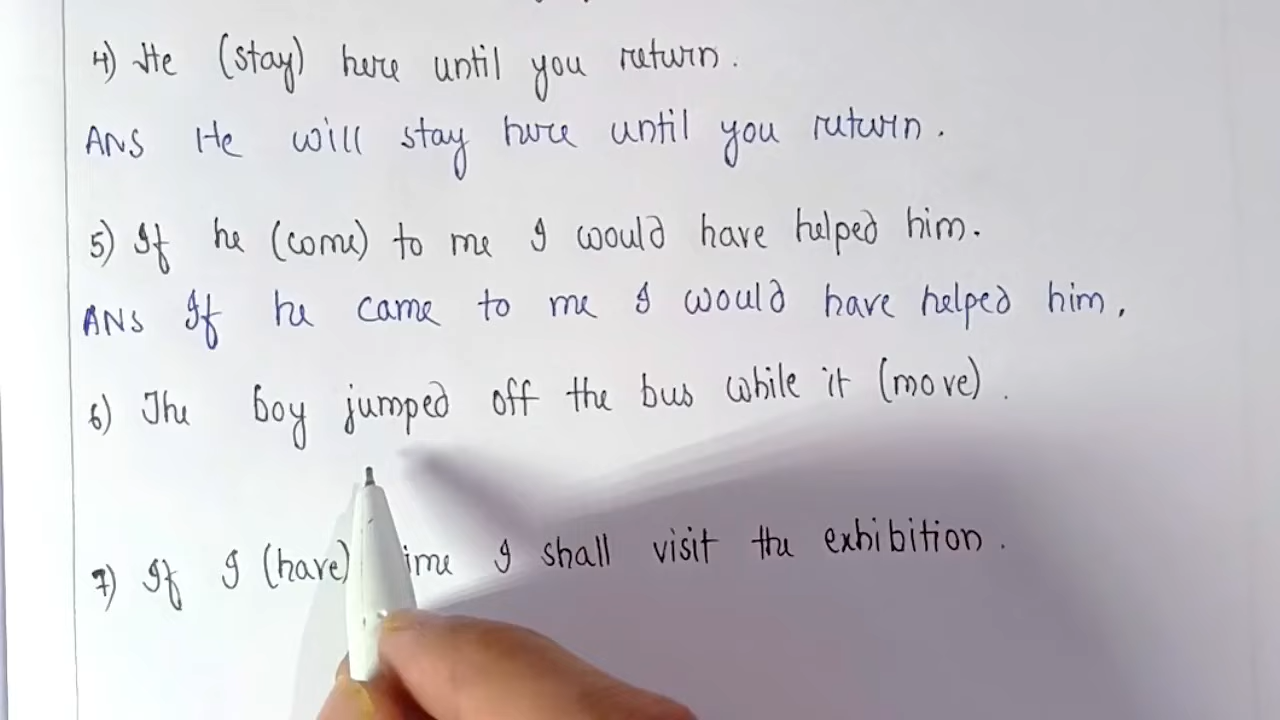 4) He (stay) here until you return.
ANS He will stay here until you return.
5) If he (come) to me I would have helped him.
ANS If he came to me I would have helped him.
6) The boy jumped off the bus while it (move).
7) If I (have) time I shall visit the exhibition.